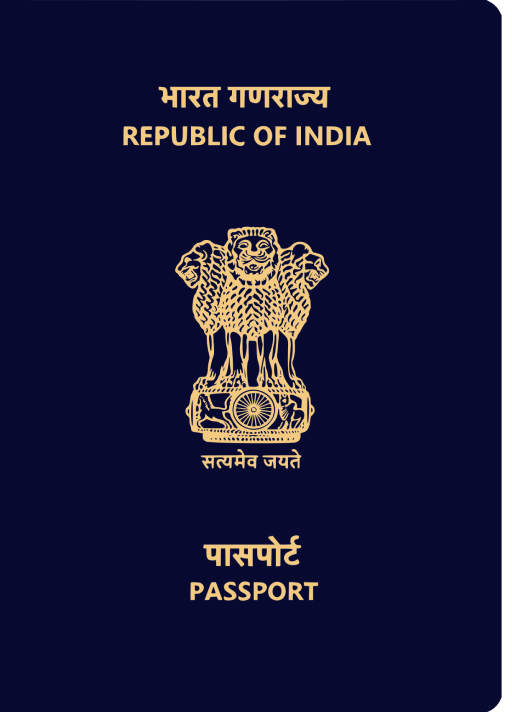 भारत गणराज्य
REPUBLIC OF INDIA
सत्यमेव जयते
पासपोर्ट
PASSPORT